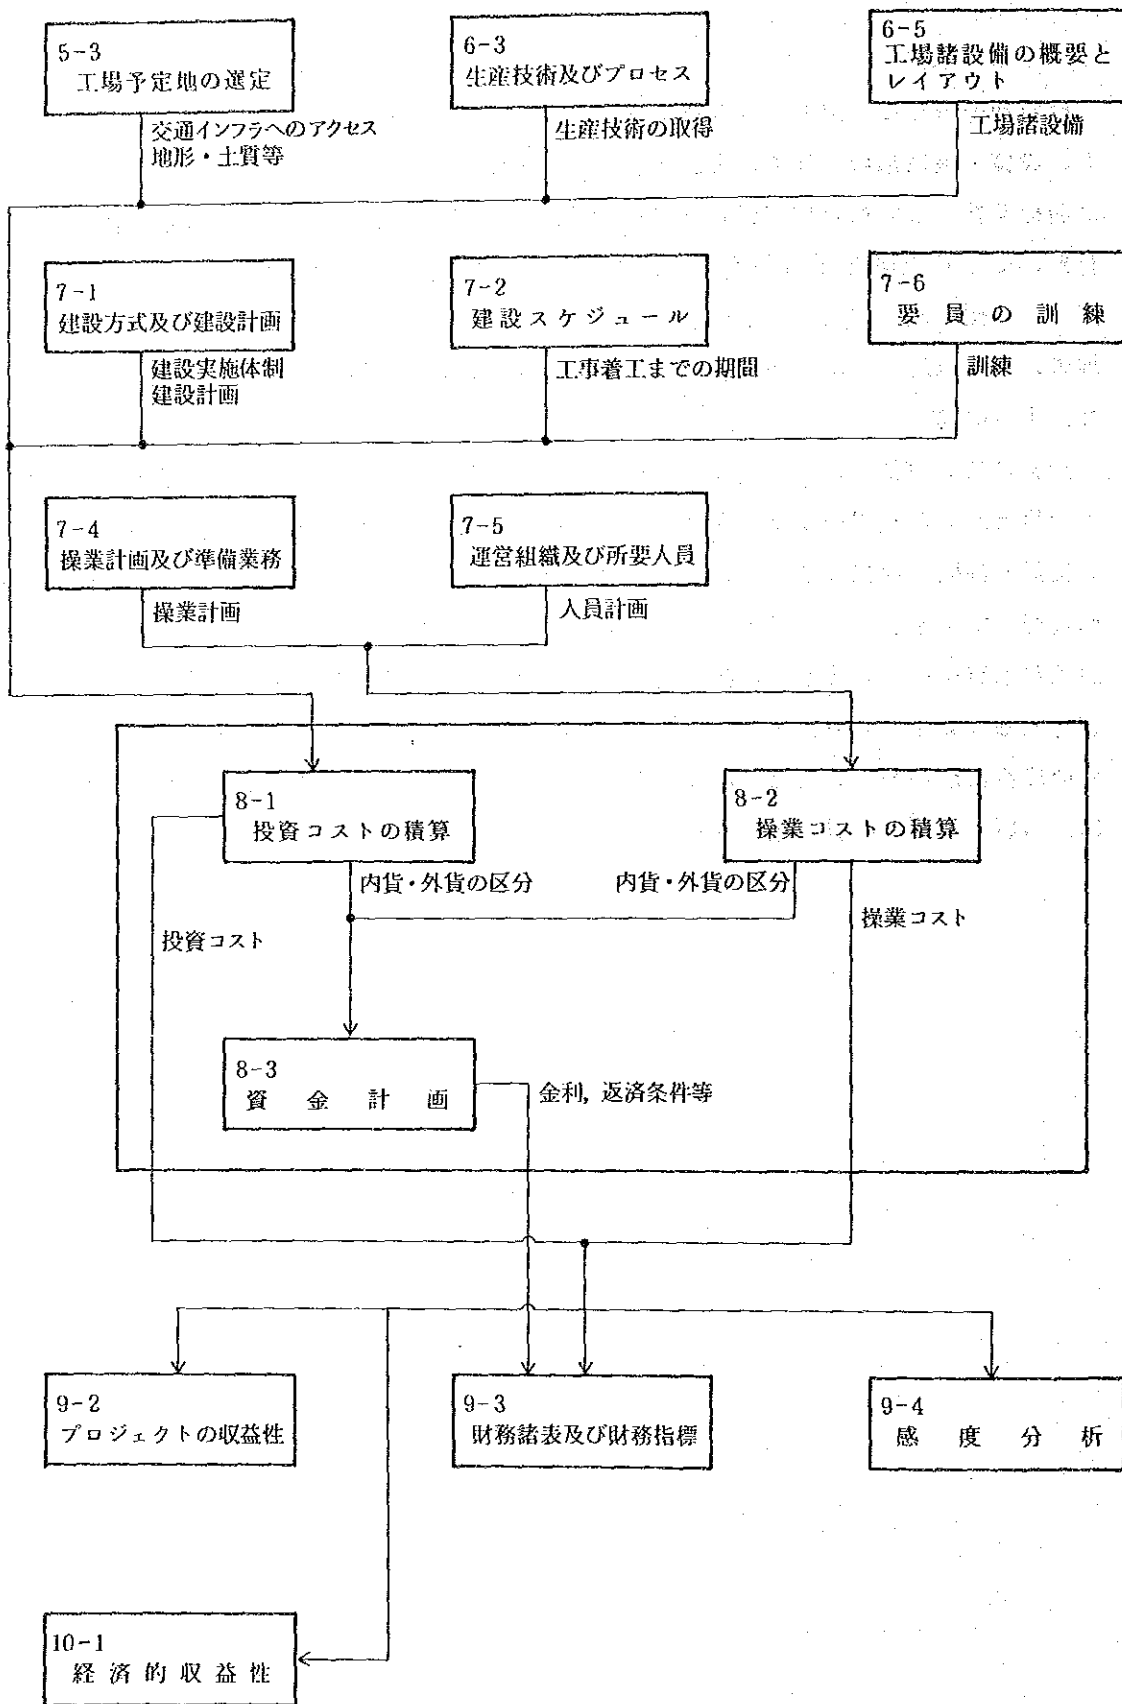 5-3
工場予定地の選定
6-3
生産技術及びプロセス
6-5
工場諸設備の概要と
レイアウト
交通インフラへのアクセス
地形・土質等
生産技術の取得
工場諸設備
7-1
建設方式及び建設計画
7-2
建設スケジュール
7-6
要員の訓練
建設実施体制
建設計画
工事着工までの期間
訓練
7-4
操業計画及び準備業務
7-5
運営組織及び所要人員
操業計画
人員計画
8-1
投資コストの積算
8-2
操業コストの積算
内貨・外貨の区分
内貨・外貨の区分
投資コスト
操業コスト
8-3
資金計画
金利, 返済条件等
9-2
プロジェクトの収益性
9-3
財務諸表及び財務指標
9-4
感度分析
10-1
経済的収益性